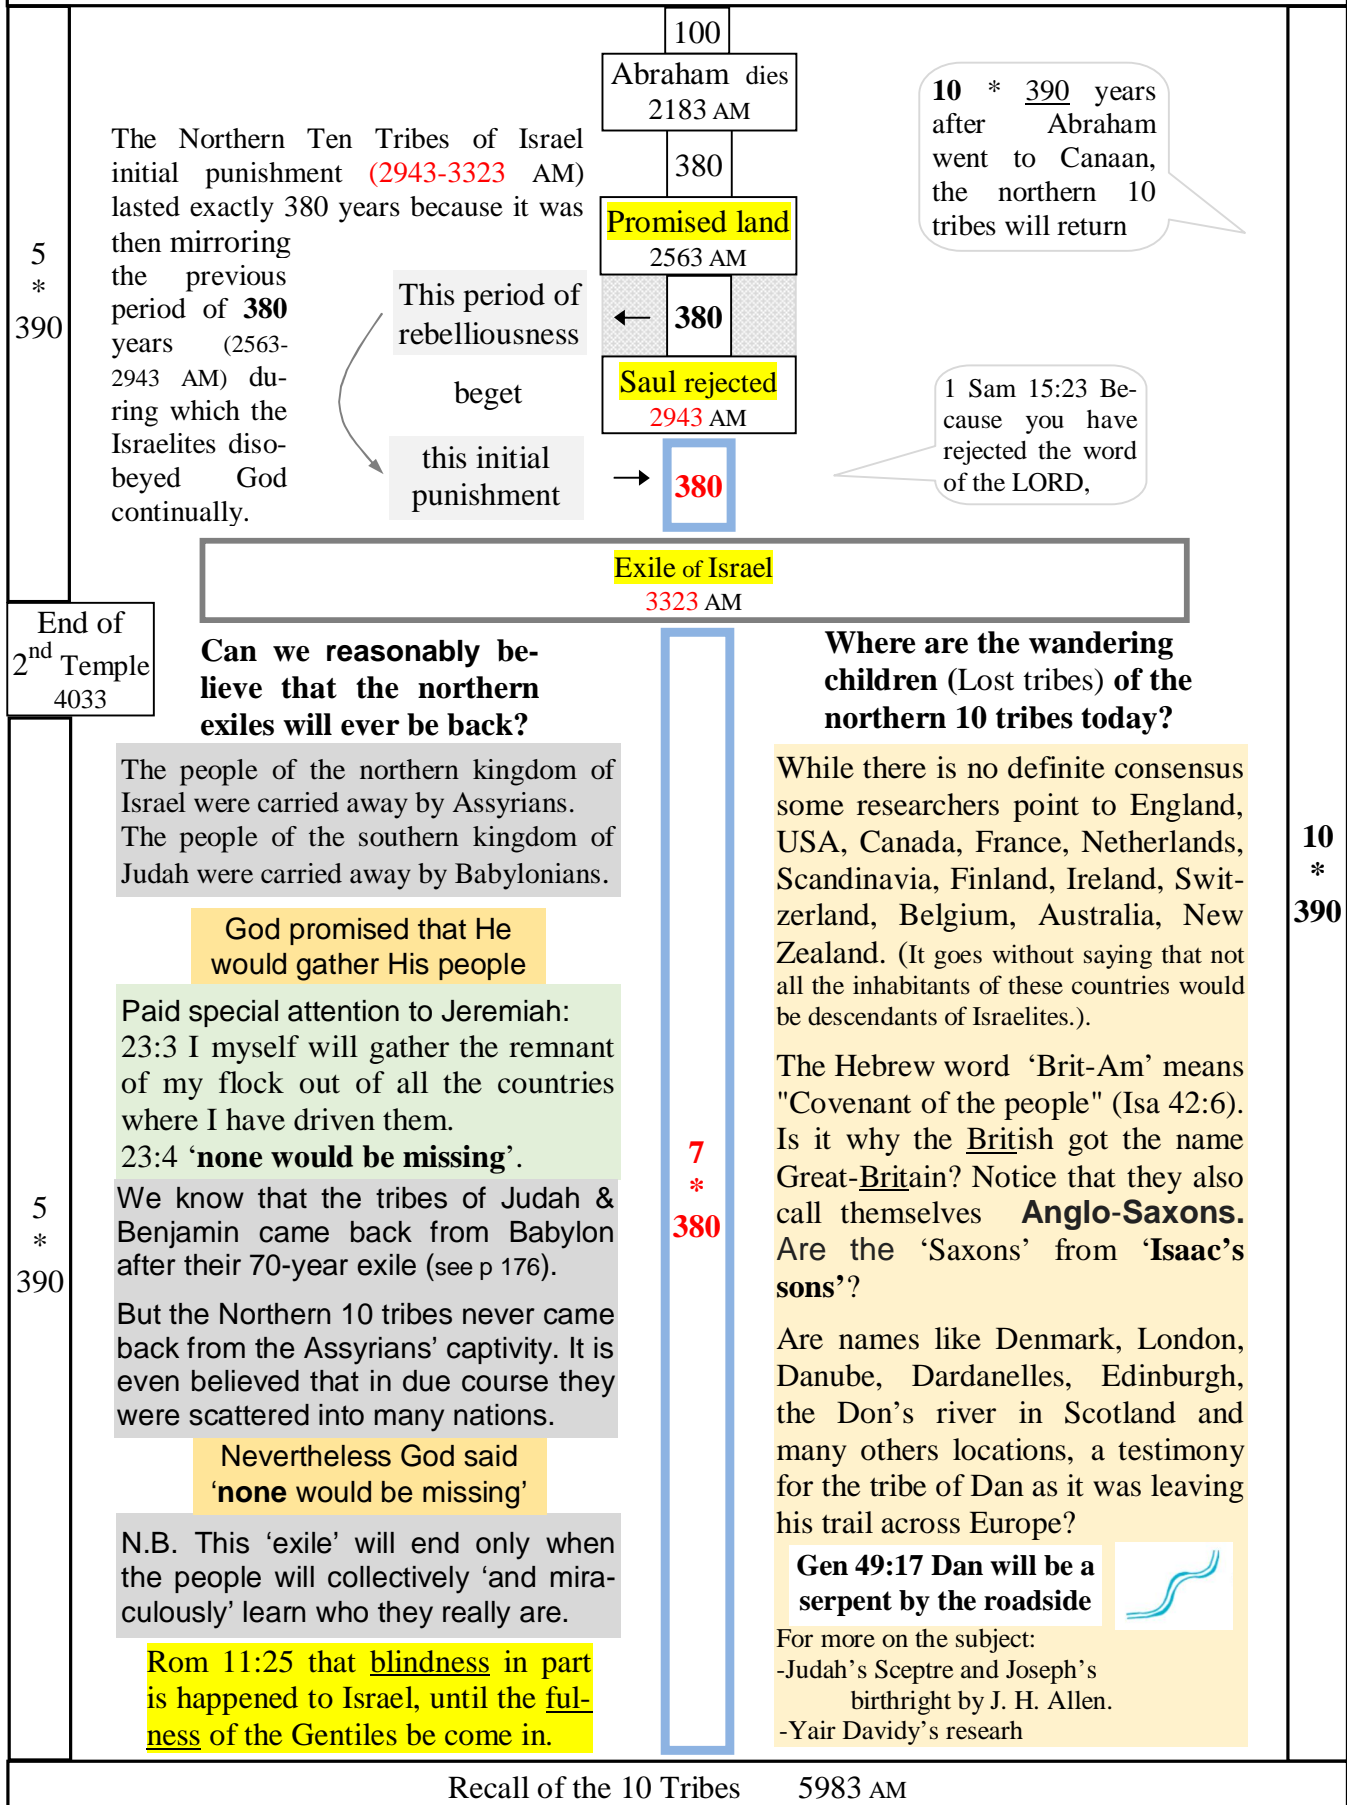 100
Abraham dies
2183 AM
380
Promised land
2563 AM
380
Saul rejected
2943 AM
380
10 * 390 years
after Abraham
went to Canaan,
the northern 10
tribes will return
The Northern Ten Tribes of Israel
initial punishment (2943-3323 AM)
lasted exactly 380 years because it was
then mirroring
the previous
period of 380
years (2563-
2943 AM) du-
ring which the
Israelites diso-
beyed God
continually.
This period of
rebelliousness
beget
this initial
punishment
1 Sam 15:23 Be-
cause you have
rejected the word
of the LORD,
5
*
390
Exile of Israel
3323 AM
End of
2nd Temple
4033
Can we reasonably be-
lieve that the northern
exiles will ever be back?
The people of the northern kingdom of
Israel were carried away by Assyrians.
The people of the southern kingdom of
Judah were carried away by Babylonians.
God promised that He
would gather His people
Paid special attention to Jeremiah:
23:3 I myself will gather the remnant
of my flock out of all the countries
where I have driven them.
23:4 ‘none would be missing’.
We know that the tribes of Judah &
Benjamin came back from Babylon
after their 70-year exile (see p 176).
But the Northern 10 tribes never came
back from the Assyrians’ captivity. It is
even believed that in due course they
were scattered into many nations.
Nevertheless God said
‘none would be missing’
N.B. This ‘exile’ will end only when
the people will collectively ‘and mira-
culously’ learn who they really are.
Rom 11:25 that blindness in part
is happened to Israel, until the ful-
ness of the Gentiles be come in.
5
*
390
7
*
380
Where are the wandering
children (Lost tribes) of the
northern 10 tribes today?
While there is no definite consensus
some researchers point to England,
USA, Canada, France, Netherlands,
Scandinavia, Finland, Ireland, Swit-
zerland, Belgium, Australia, New
Zealand. (It goes without saying that not
all the inhabitants of these countries would
be descendants of Israelites.).
The Hebrew word ‘Brit-Am’ means
"Covenant of the people" (Isa 42:6).
Is it why the British got the name
Great-Britain? Notice that they also
call themselves Anglo-Saxons.
Are the ‘Saxons’ from ‘Isaac’s
sons’?
Are names like Denmark, London,
Danube, Dardanelles, Edinburgh,
the Don’s river in Scotland and
many others locations, a testimony
for the tribe of Dan as it was leaving
his trail across Europe?
Gen 49:17 Dan will be a
serpent by the roadside
For more on the subject:
-Judah’s Sceptre and Joseph’s
birthright by J. H. Allen.
-Yair Davidy’s researh
10
*
390
Recall of the 10 Tribes 5983 AM